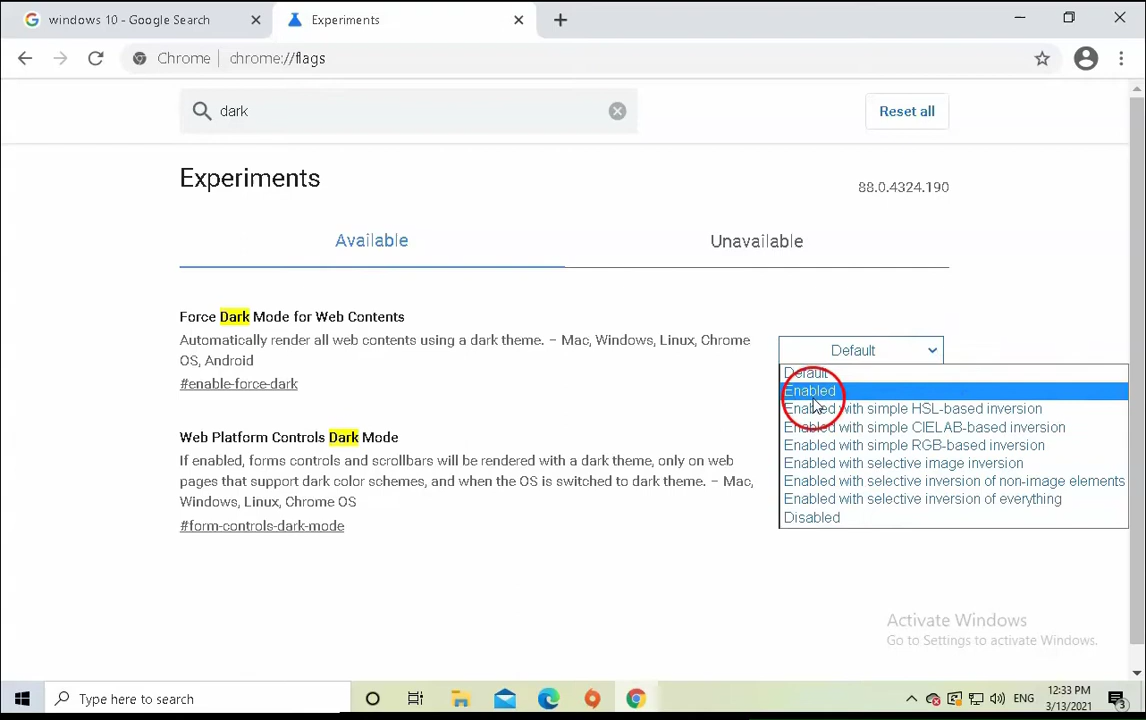 windows 10 - Google Search
Experiments
Chrome
chrome://flags
dark
Reset all
Experiments
88.0.4324.190
Available
Unavailable
Force Dark Mode for Web Contents
Automatically render all web contents using a dark theme. – Mac, Windows, Linux, Chrome
OS, Android
#enable-force-dark
Default
Default
Enabled
Enabled with simple HSL-based inversion
Enabled with simple CIELAB-based inversion
Enabled with simple RGB-based inversion
Enabled with selective image inversion
Enabled with selective inversion of non-image elements
Enabled with selective inversion of everything
Disabled
Web Platform Controls Dark Mode
If enabled, forms controls and scrollbars will be rendered with a dark theme, only on web
pages that support dark color schemes, and when the OS is switched to dark theme. – Mac,
Windows, Linux, Chrome OS
#form-controls-dark-mode
Activate Windows
Go to Settings to activate Windows.
Type here to search
ENG
12:33 PM
3/13/2021
3